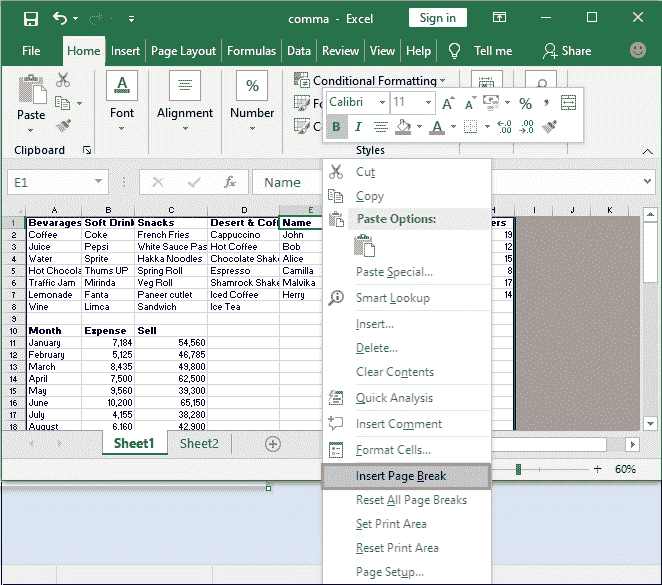 comma - Excel
Sign in
File Home Insert Page Layout Formulas Data Review View Help Tell me Share
Conditional Formatting
Paste Font Alignment Number
Calibri 11 A A % ,
B I A .00 .00
Clipboard Styles
E1 fx Name
A B C D E H I J K
1 Bevarages Soft Drin Snacks Desert & Cof Name ers
2 Coffee Coke French Fries Cappuccino John 19
3 Juice Pepsi White Sauce Pas Hot Coffee Bob 12
4 Water Sprite Hakka Noodles Chocolate Shak Alice 15
5 Hot Chocola Thums UP Spring Roll Espresso Camilla 8
6 Traffic Jam Mirinda Veg Roll Shamrock Shak Malvika 17
7 Lemonade Fanta Paneer cutlet Iced Coffee Herry 14
8 Wine Limca Sandwich Ice Tea
9
10 Month Expense Sell
11 January 7,184 54,560
12 February 5,125 46,785
13 March 8,435 49,800
14 April 7,500 62,500
15 May 9,560 39,300
16 June 10,200 65,150
17 July 4,155 38,280
18 August 6,160 42,900
Sheet1 Sheet2
60%
Cut
Copy
Paste Options:
Paste Special...
Smart Lookup
Insert...
Delete...
Clear Contents
Quick Analysis
Insert Comment
Format Cells...
Insert Page Break
Reset All Page Breaks
Set Print Area
Reset Print Area
Page Setup...